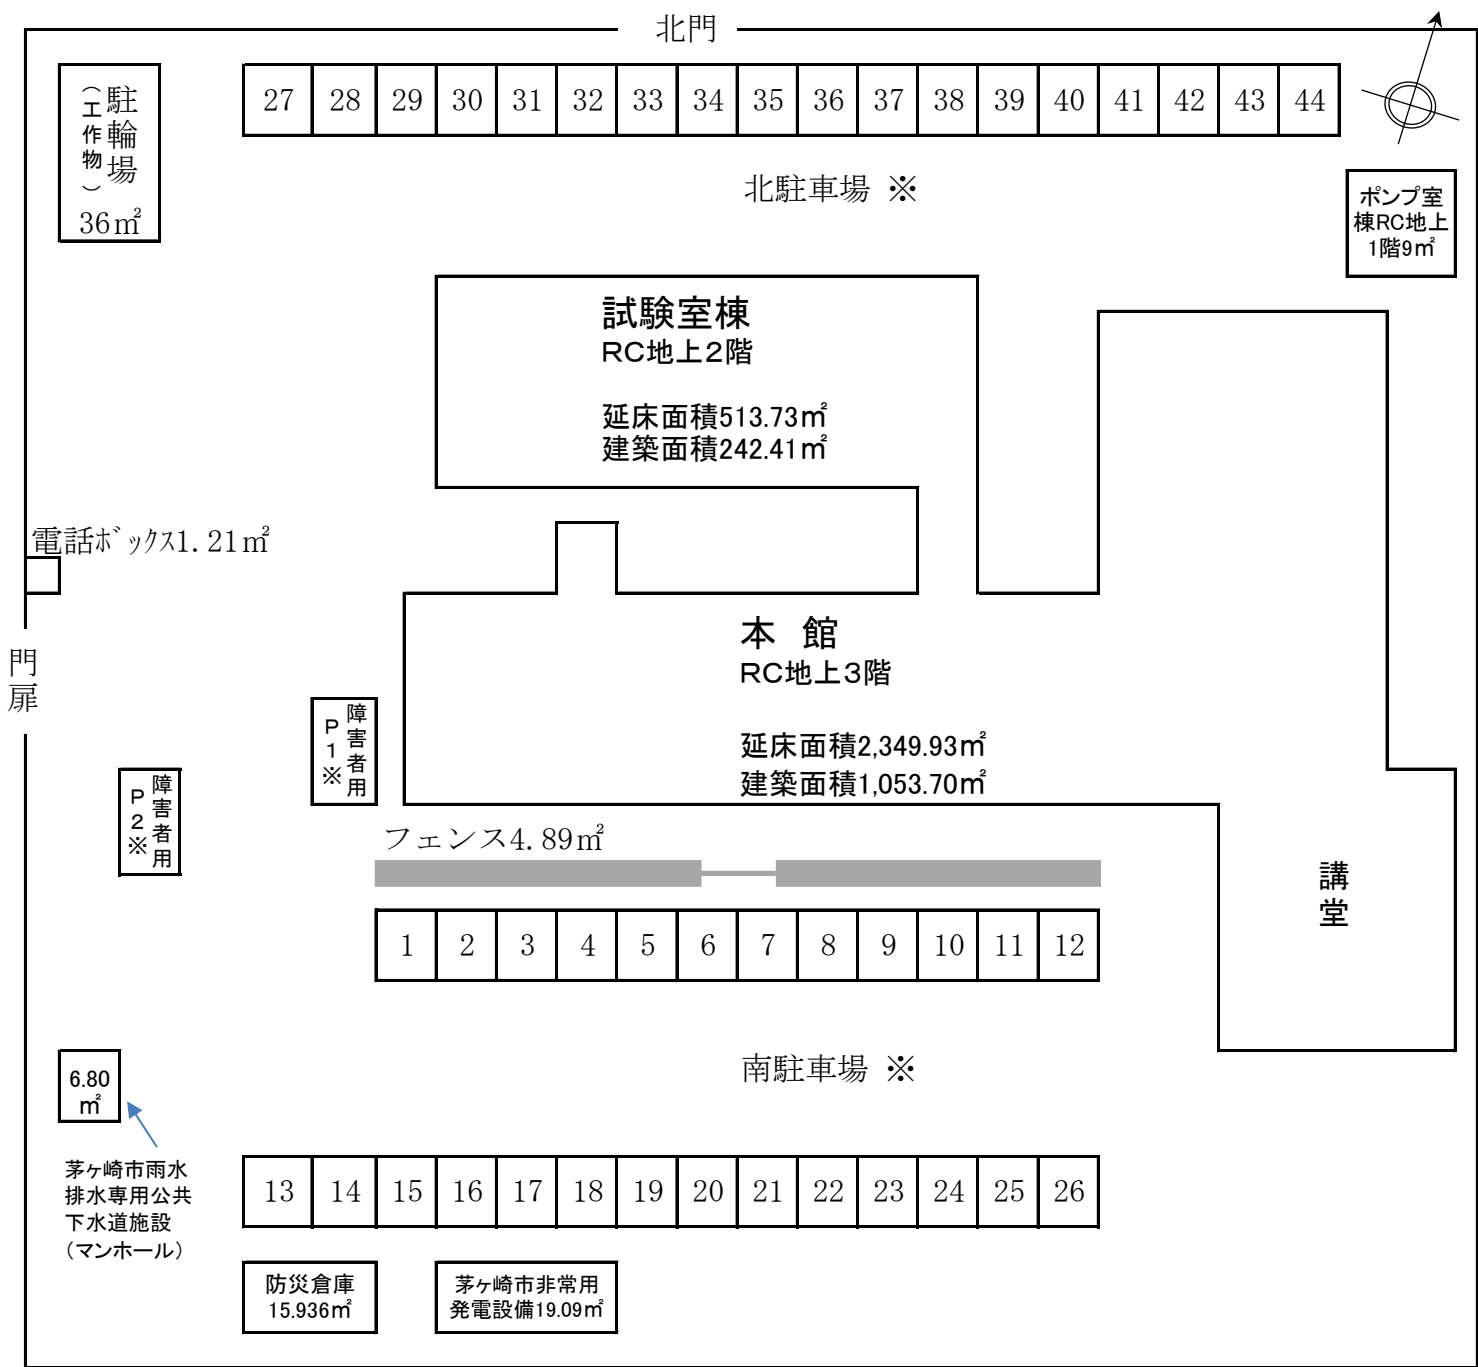 北門
駐輪場
（工作物）
36㎡
27 28 29 30 31 32 33 34 35 36 37 38 39 40 41 42 43 44
北駐車場 ※
ポンプ室
棟RC地上
1階9㎡
試験室棟
RC地上2階
延床面積513.73㎡
建築面積242.41㎡
電話ﾎﾞｯｸｽ1.21㎡
門扉
本 館
RC地上3階
延床面積2,349.93㎡
建築面積1,053.70㎡
障害者用
P1※
障害者用
P2※
フェンス4.89㎡
講堂
1 2 3 4 5 6 7 8 9 10 11 12
南駐車場 ※
6.80
㎡
茅ヶ崎市雨水
排水専用公共
下水道施設
（マンホール）
13 14 15 16 17 18 19 20 21 22 23 24 25 26
防災倉庫
15.936㎡
茅ヶ崎市非常用
発電設備19.09㎡